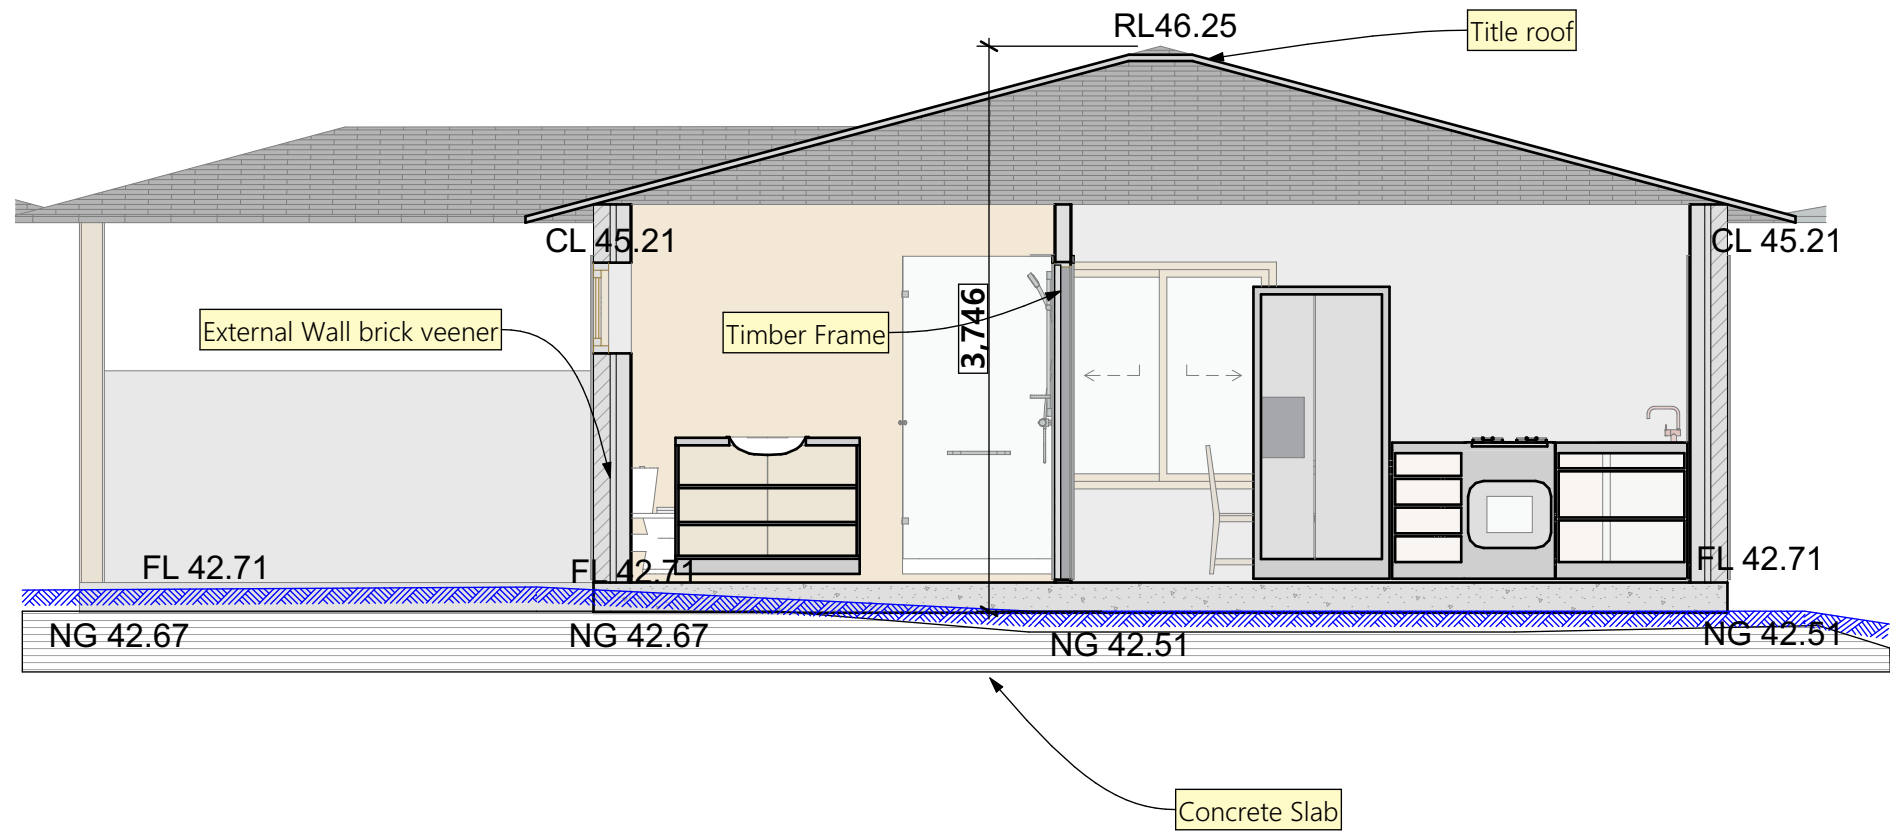 RL46.25
Title roof
CL 45.21
CL 45.21
External Wall brick veener
Timber Frame
3,746
FL 42.71
FL 42.71
FL 42.71
NG 42.67
NG 42.67
NG 42.51
NG 42.51
Concrete Slab